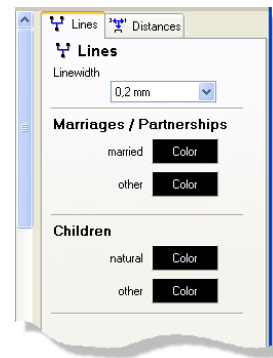 Lines Distances
Lines
Linewidth
0,2 mm
Marriages / Partnerships
married Color
other Color
Children
natural Color
other Color